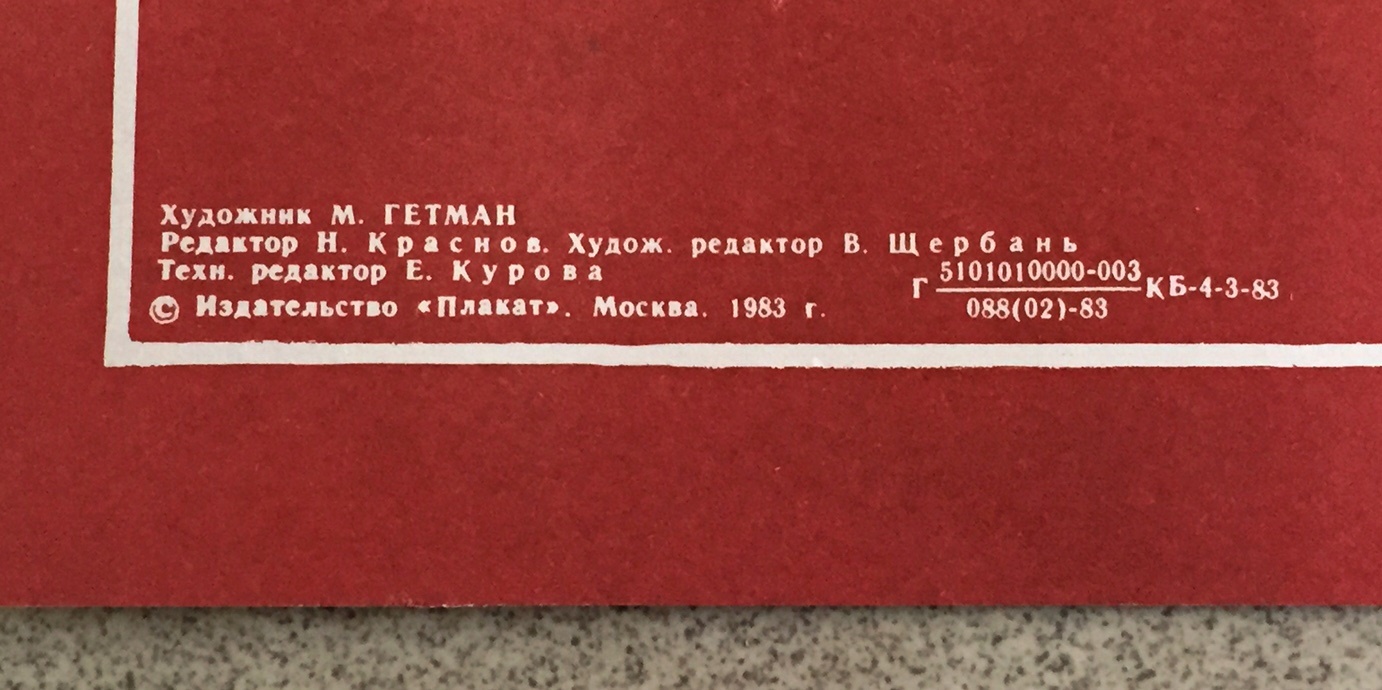 Художник М. ГЕТМАН
Редактор Н. Краснов. Худож. редактор В. Щербань
Техн. редактор Е. Курова
© Издательство «Плакат». Москва. 1983 г.
Г 5101010000-003 КБ-4-3-83
088(02)-83